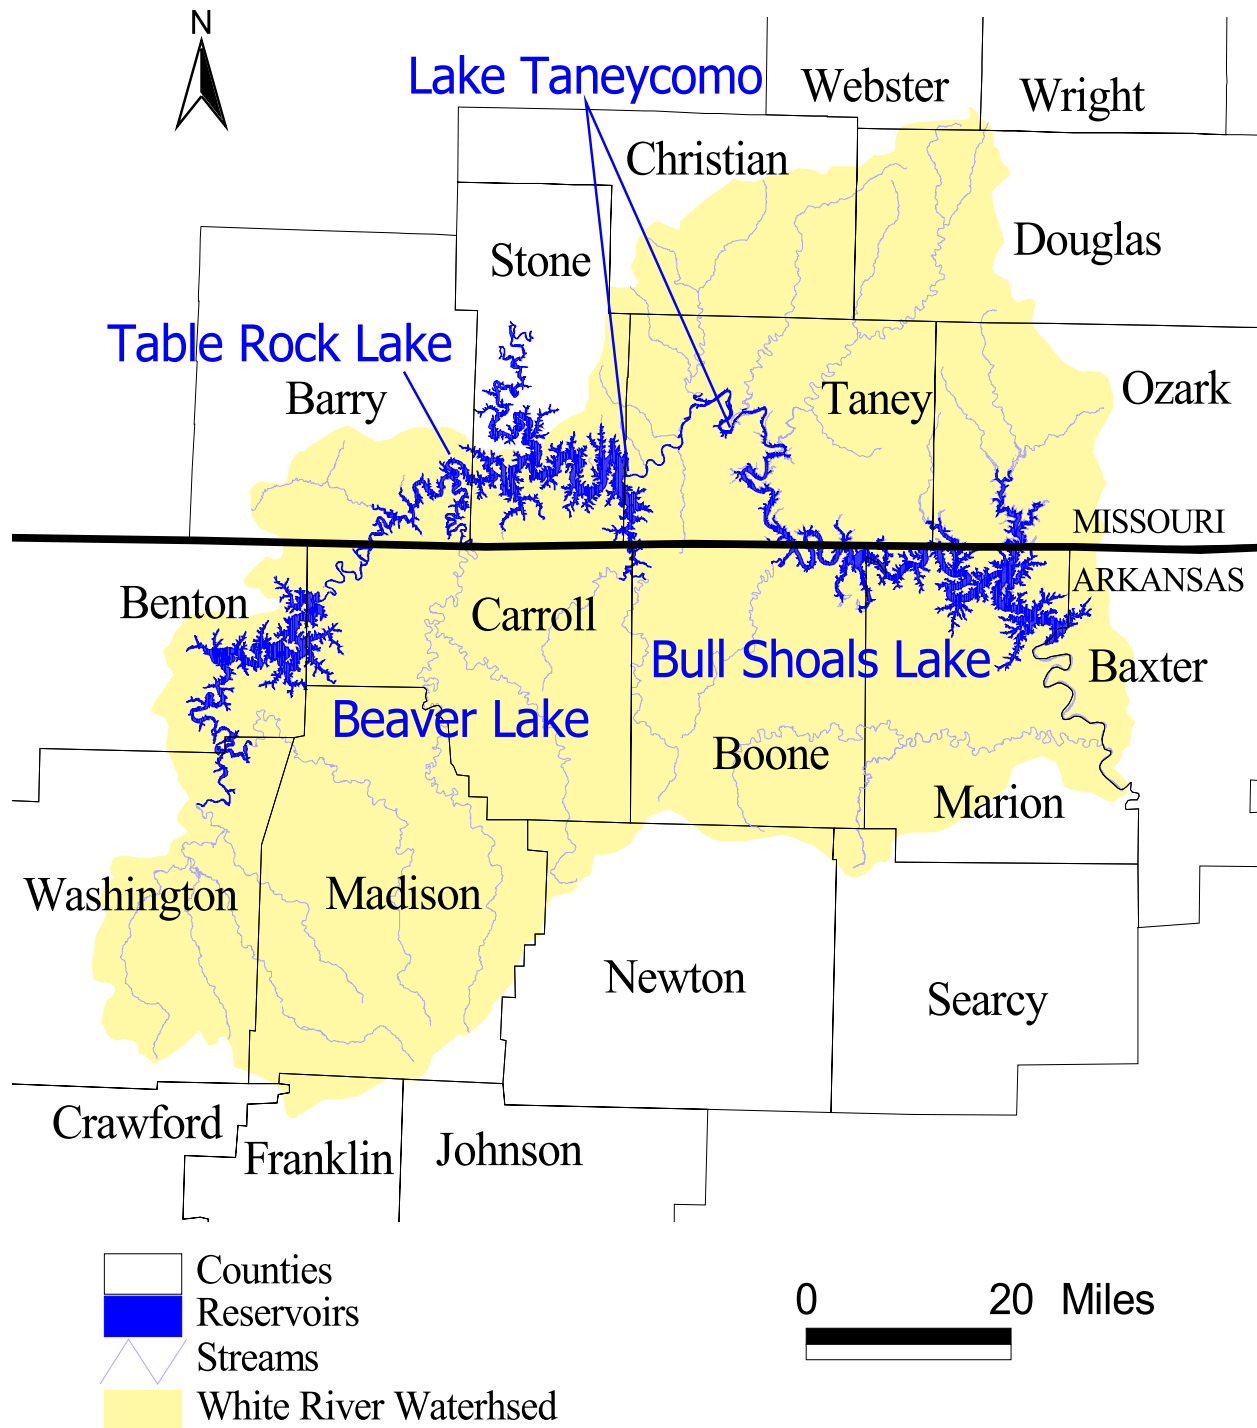 N
Lake Taneycomo
Webster
Wright
Christian
Douglas
Stone
Table Rock Lake
Barry
Taney
Ozark
MISSOURI
ARKANSAS
Benton
Carroll
Bull Shoals Lake
Baxter
Beaver Lake
Boone
Marion
Washington
Madison
Newton
Searcy
Crawford
Franklin
Johnson
Counties
Reservoirs
Streams
White River Waterhsed
0 20 Miles